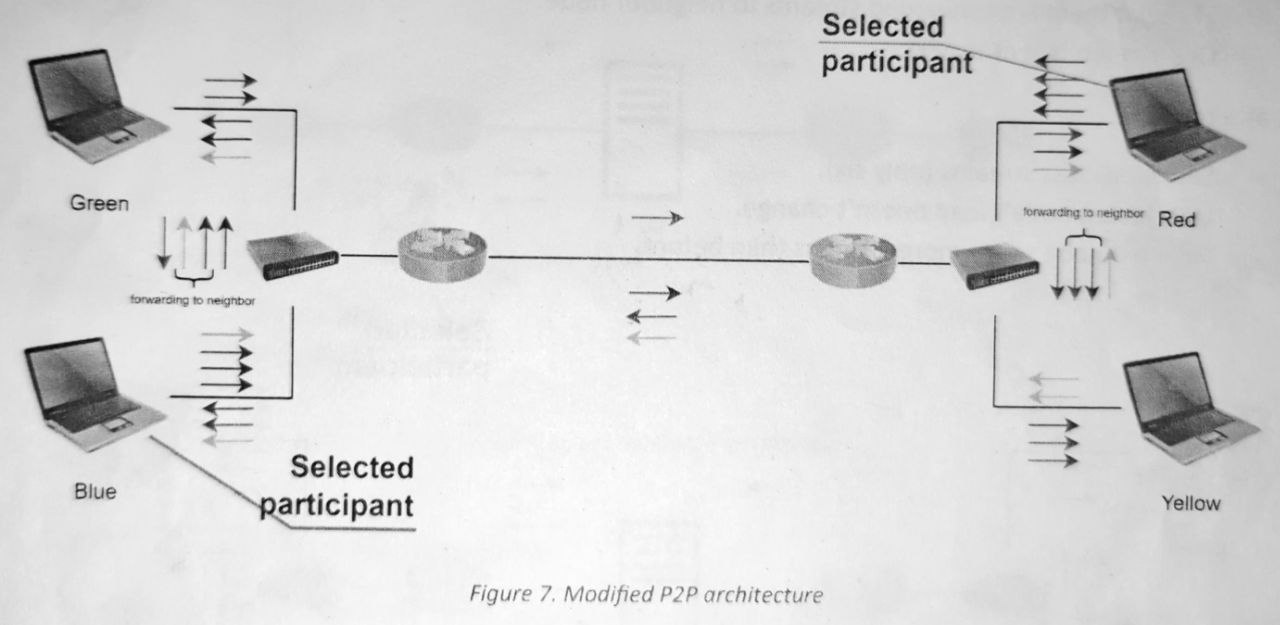 Selected
participant
Green
forwarding to neighbor
Red
forwarding to neighbor
Selected
participant
Blue
Yellow
Figure 7. Modified P2P architecture